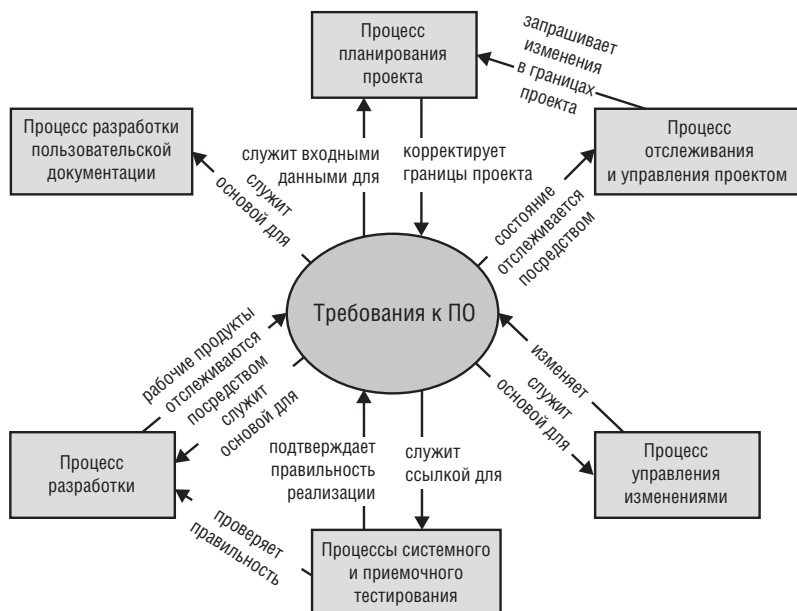 Процесс
планирования
проекта
запрашивает
изменения
в границах
проекта
Процесс разработки
пользовательской
документации
Процесс
отслеживания
и управления проектом
служит входными
данными для
корректирует
границы проекта
служит
основой для
состояние
отслеживается
посредством
Требования к ПО
рабочие продукты
отслеживаются
посредством
служит
основой для
изменяет
служит
основой для
Процесс
разработки
подтверждает
правильность
реализации
служит
ссылкой для
Процесс
управления
изменениями
проверяет
правильность
Процессы системного
и приемочного
тестирования